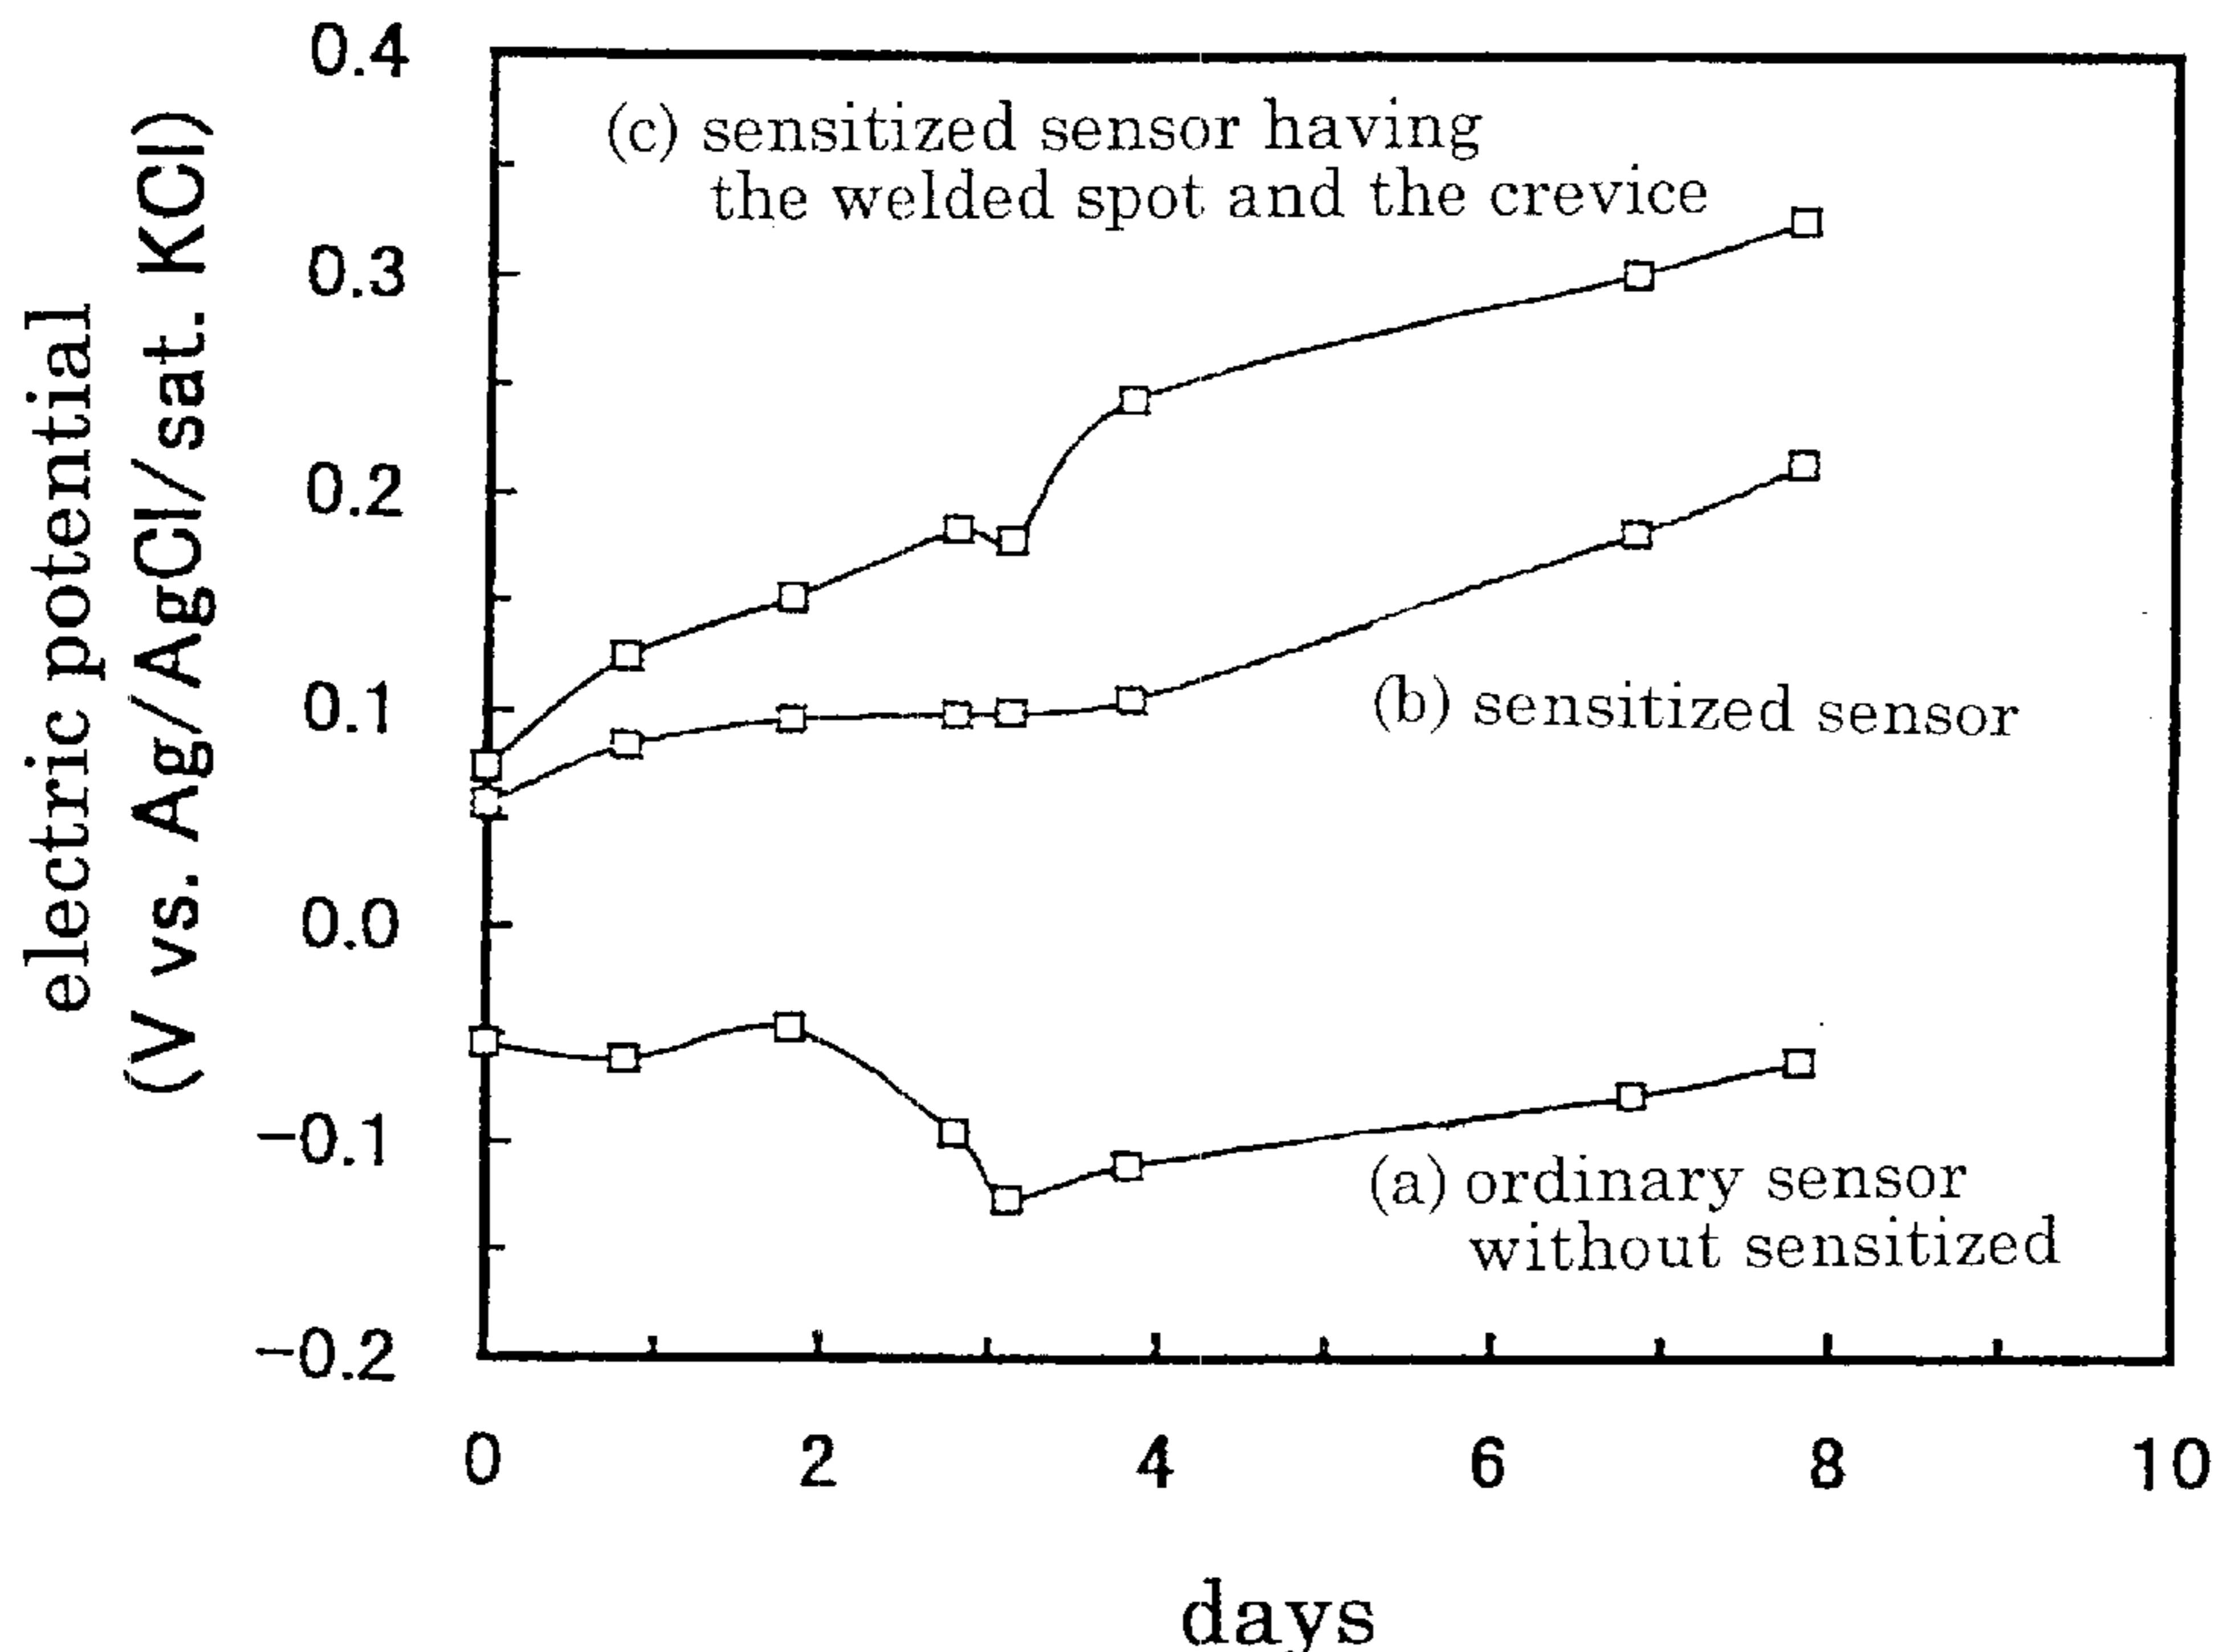 electric potential
(V vs. Ag/AgCl/sat. KCl)
0.4
0.3
0.2
0.1
0.0
−0.1
−0.2
(c) sensitized sensor having
the welded spot and the crevice
(b) sensitized sensor
(a) ordinary sensor
without sensitized
0 2 4 6 8 10
days